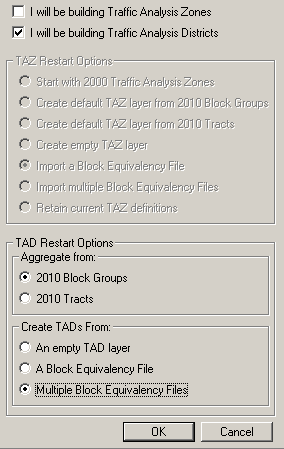 I will be building Traffic Analysis Zones
I will be building Traffic Analysis Districts
TAZ Restart Options
Start with 2000 Traffic Analysis Zones
Create default TAZ layer from 2010 Block Groups
Create default TAZ layer from 2010 Tracts
Create empty TAZ layer
Import a Block Equivalency File
Import multiple Block Equivalency Files
Retain current TAZ definitions
TAD Restart Options
Aggregate from:
2010 Block Groups
2010 Tracts
Create TADs From:
An empty TAD layer
A Block Equivalency File
Multiple Block Equivalency Files
OK Cancel